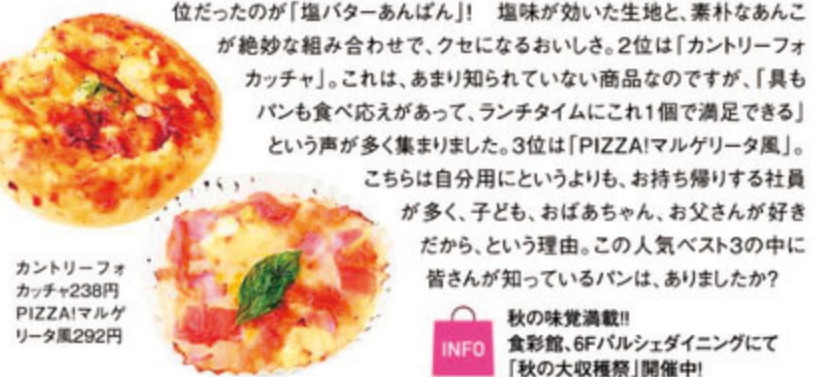 位だったのが「塩バターあんぱん」! 塩味が効いた生地と、素朴なあんこ
が絶妙な組み合わせで、クセになるおいしさ。2位は「カントリーフォ
カッチャ」。これは、あまり知られていない商品なのですが、「具も
パンも食べ応えがあって、ランチタイムにこれ1個で満足できる」
という声が多く集まりました。3位は「PIZZA!マルゲリータ風」。
こちらは自分用にというよりも、お持ち帰りする社員
が多く、子ども、おばあちゃん、お父さんが好き
だから、という理由。この人気ベスト3の中に
皆さんが知っているパンは、ありましたか?
カントリーフォ
カッチャ238円
PIZZA!マルゲ
リータ風292円
INFO
秋の味覚満載!!
食彩館、6Fパルシェダイニングにて
「秋の大収穫祭」開催中!